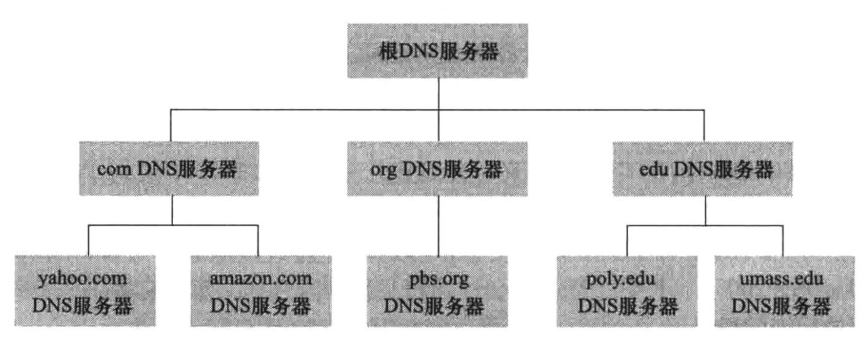 根DNS服务器
com DNS服务器
org DNS服务器
edu DNS服务器
yahoo.com
DNS服务器
amazon.com
DNS服务器
pbs.org
DNS服务器
poly.edu
DNS服务器
umass.edu
DNS服务器